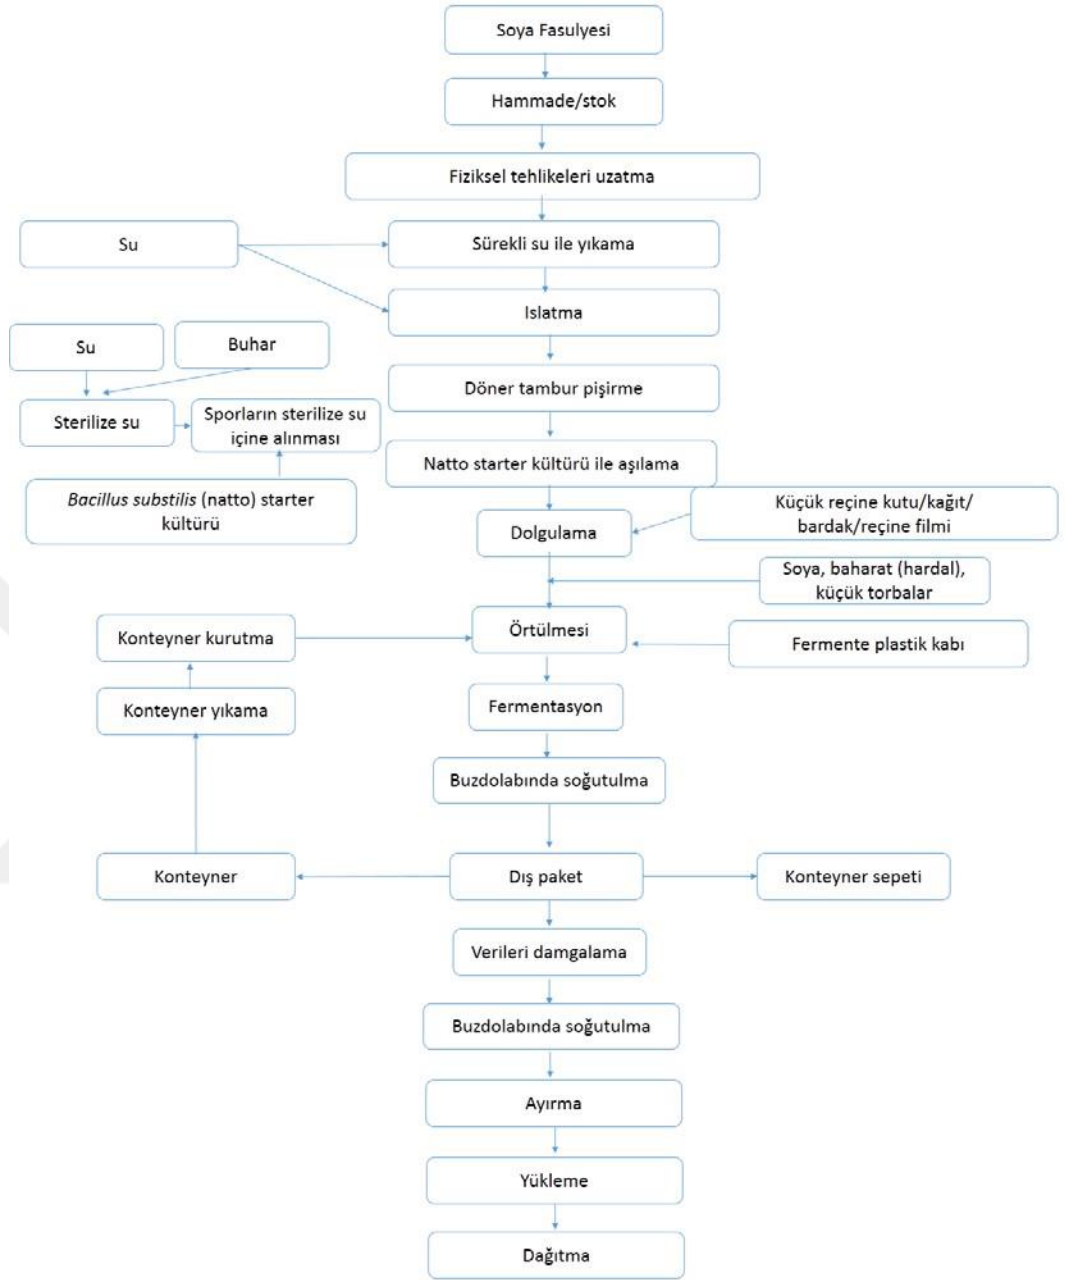 Soya Fasulyesi
Hammade/stok
Fiziksel tehlikeleri uzatma
Su
Sürekli su ile yıkama
Islatma
Su
Buhar
Döner tambur pişirme
Sterilize su
Sporların sterilize su
içine alınması
Natto starter kültürü ile aşılama
Bacillus substilis (natto) starter
kültürü
Küçük reçine kutu/kağıt/
bardak/reçine filmi
Dolgulama
Soya, baharat (hardal),
küçük torbalar
Konteyner kurutma
Örtülmesi
Fermente plastik kabı
Konteyner yıkama
Fermentasyon
Buzdolabında soğutulma
Konteyner
Dış paket
Konteyner sepeti
Verileri damgalama
Buzdolabında soğutulma
Ayırma
Yükleme
Dağıtma